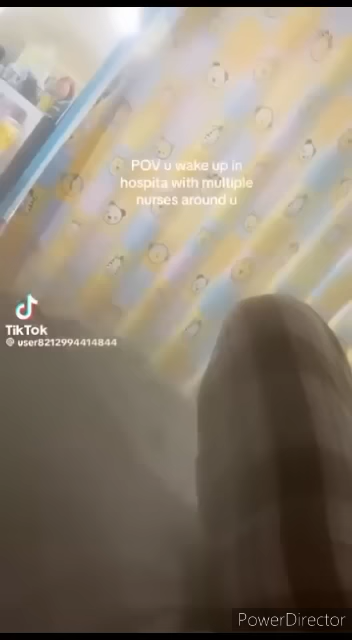 POV u wake up in
hospita with multiple
nurses around u
TikTok
@ user8212994414844
PowerDirector